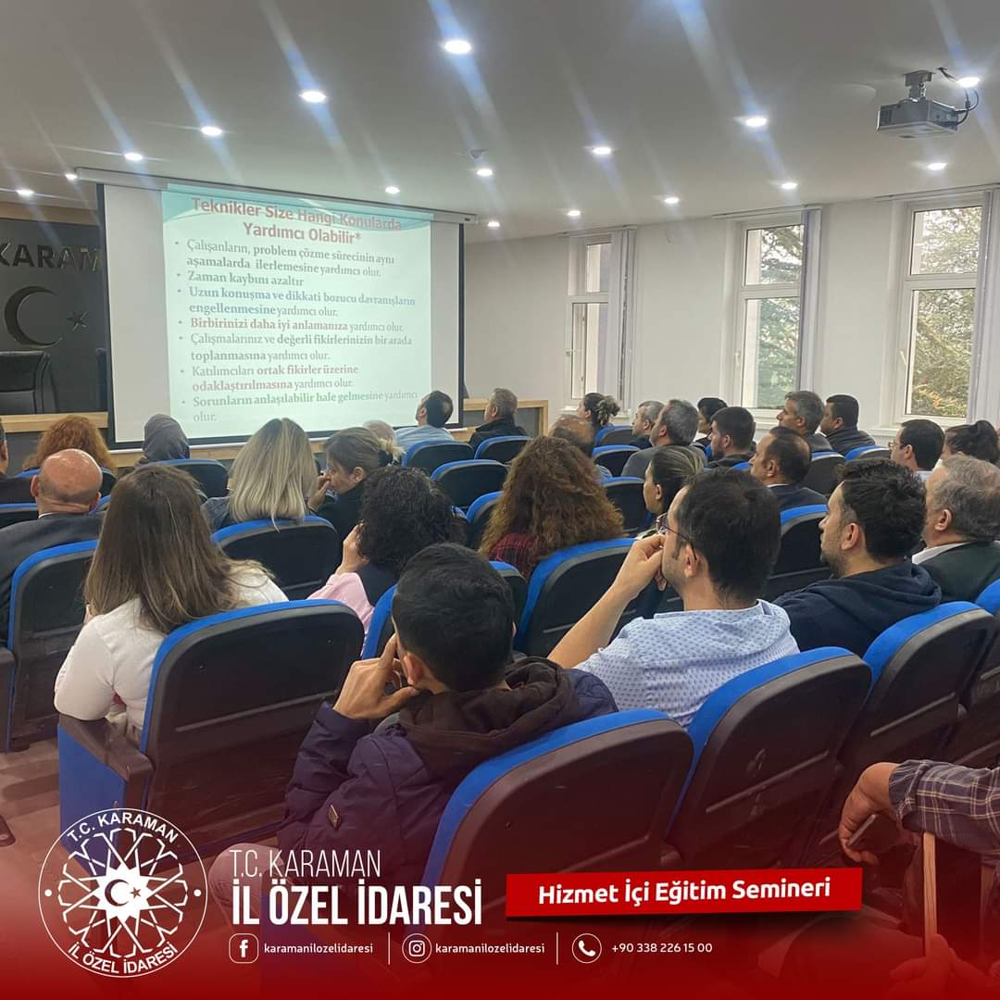 KARAM
Teknikler Size Hangi Konularda
Yardımcı Olabilir*
• Çalışanların, problem çözme sürecinin aynı
aşamalarda ilerlemesine yardımcı olur.
• Zaman kaybını azaltır
• Uzun konuşma ve dikkati bozucu davranışların
engellenmesine yardımcı olur.
• Birbirinizi daha iyi anlamanıza yardımcı olur.
• Çalışmalarınız ve değerli fikirlerinizin bir arada
toplanmasına yardımcı olur.
• Katılımcıları ortak fikirler üzerine
odaklaştırılmasına yardımcı olur.
• Sorunların anlaşılabilir hale gelmesine yardımcı
olur.
T.C. KARAMAN
İL ÖZEL İDARESİ
T.C. KARAMAN
İL ÖZEL İDARESİ
Hizmet İçi Eğitim Semineri
karamanilozelidaresi
karamanilozelidaresi
+90 338 226 15 00